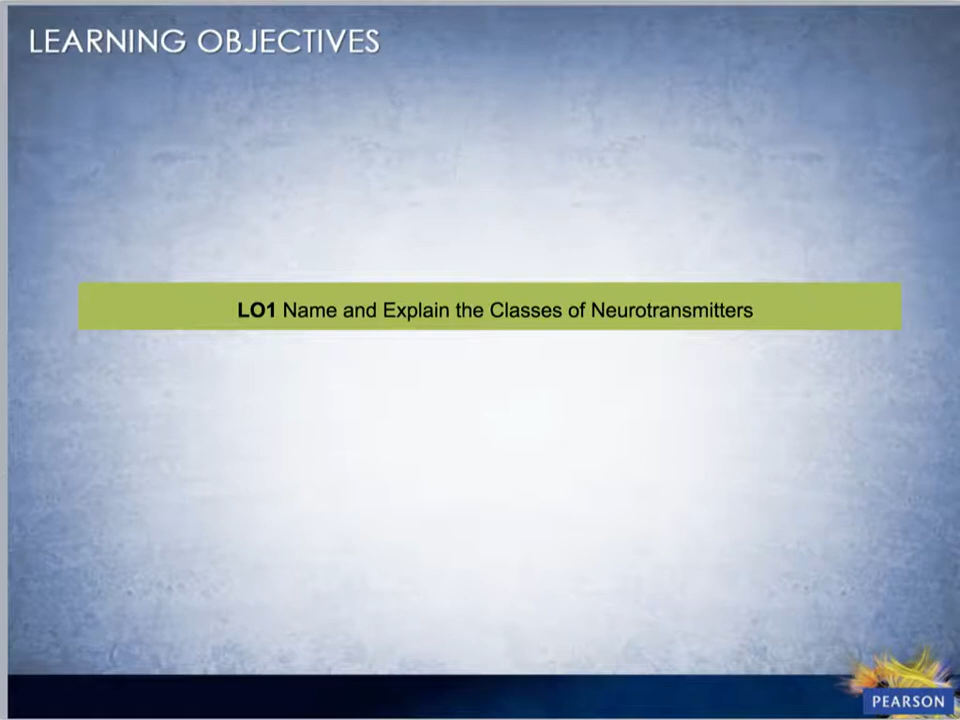 LEARNING OBJECTIVES
LO1 Name and Explain the Classes of Neurotransmitters
PEARSON